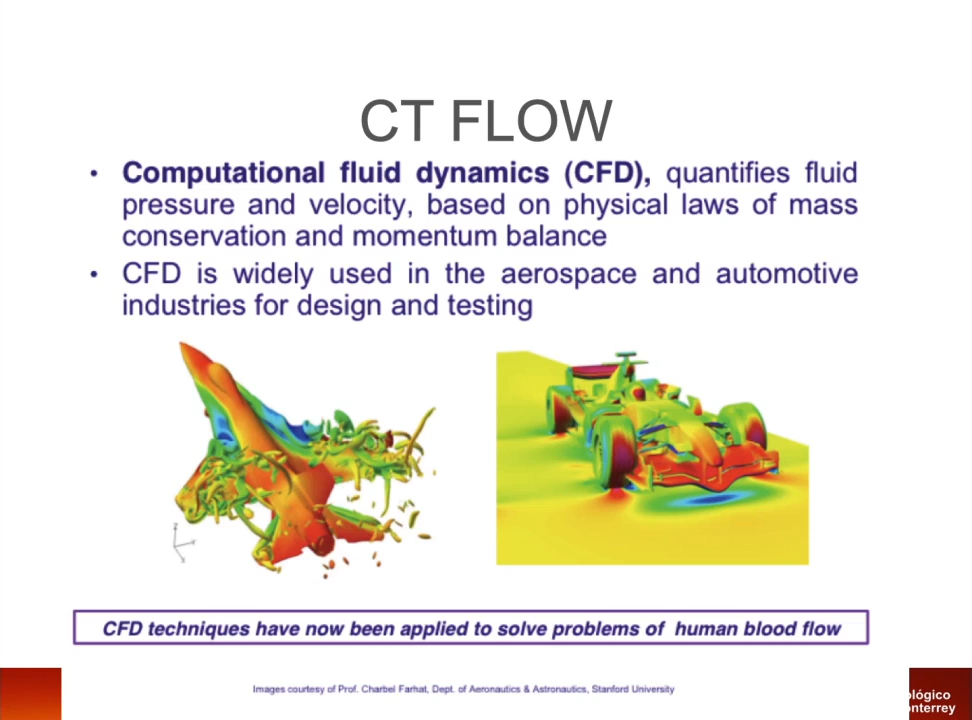 CT FLOW
• Computational fluid dynamics (CFD), quantifies fluid
pressure and velocity, based on physical laws of mass
conservation and momentum balance
• CFD is widely used in the aerospace and automotive
industries for design and testing
CFD techniques have now been applied to solve problems of human blood flow
Images courtesy of Prof. Charbel Farhat, Dept. of Aeronautics & Astronautics, Stanford University
ológico
onterrey